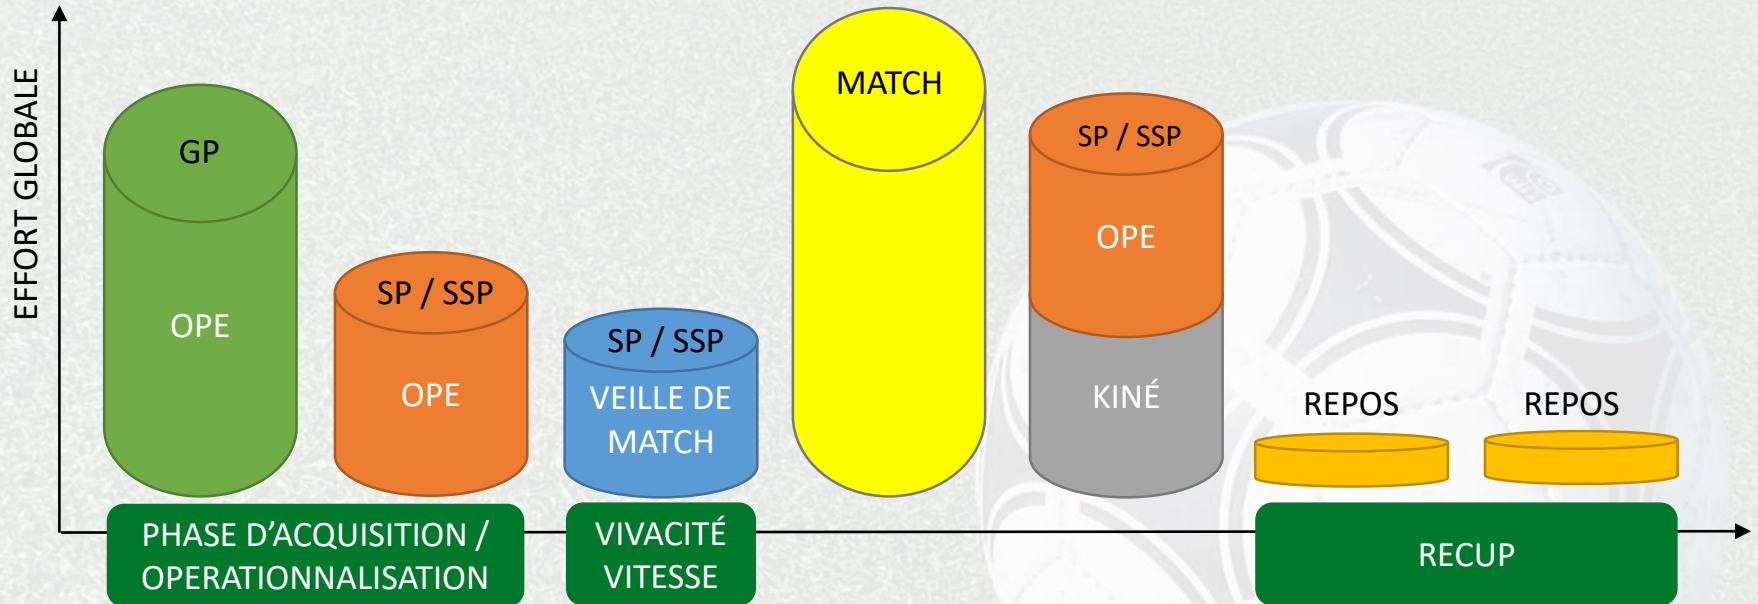 EFFORT GLOBALE
GP
OPE
SP / SSP
OPE
SP / SSP
VEILLE DE
MATCH
MATCH
SP / SSP
OPE
KINÉ
REPOS
REPOS
PHASE D’ACQUISITION /
OPERATIONNALISATION
VIVACITÉ
VITESSE
RECUP